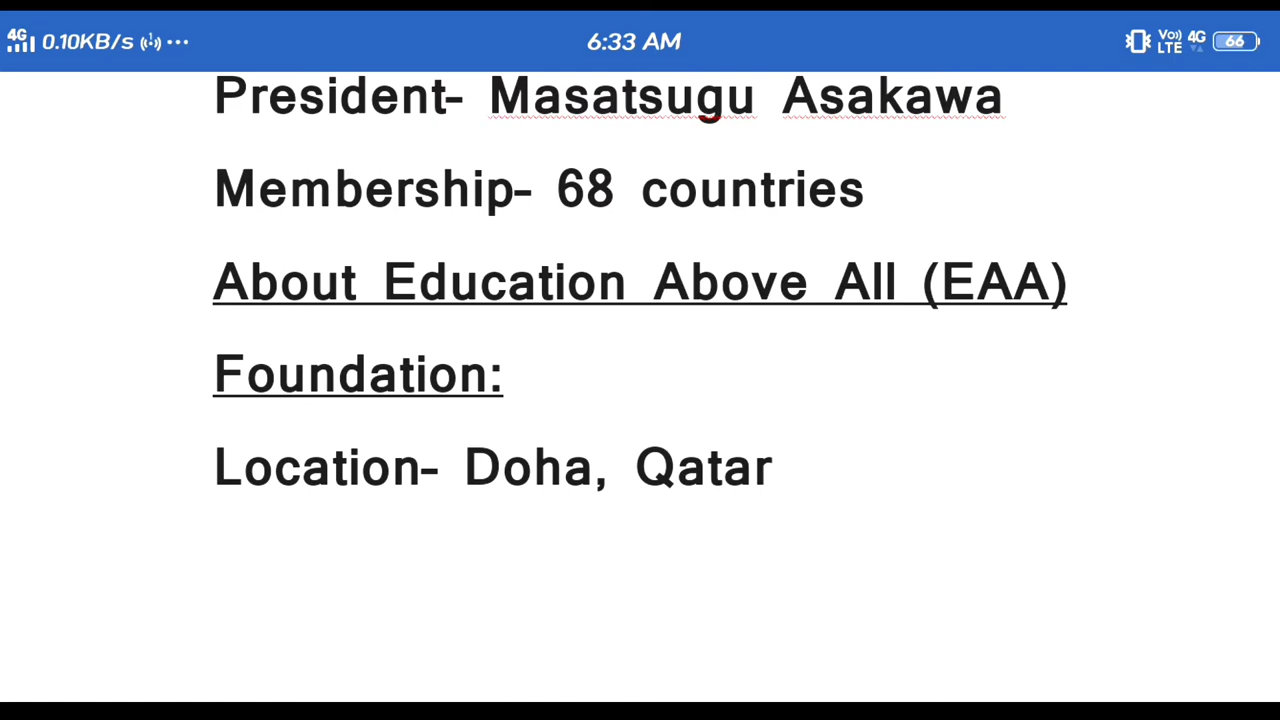 4G 0.10KB/s ... 6:33 AM Vo) LTE 4G 66
President- Masatsugu Asakawa
Membership- 68 countries
About Education Above All (EAA)
Foundation:
Location- Doha, Qatar